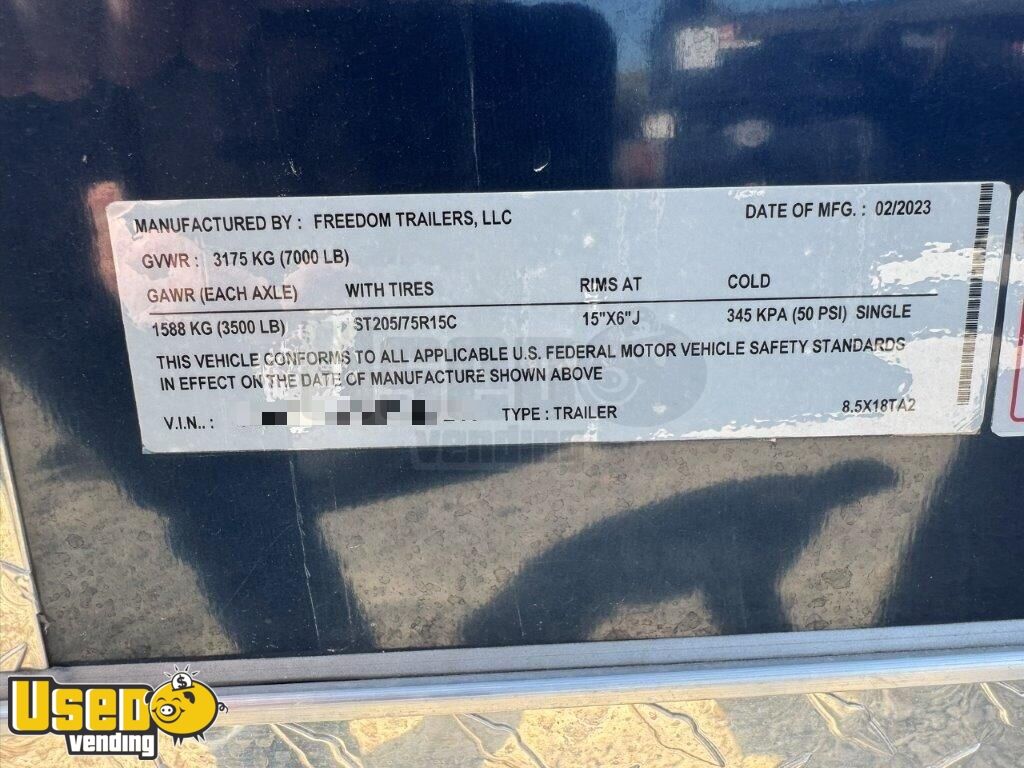 MANUFACTURED BY : FREEDOM TRAILERS, LLC DATE OF MFG. : 02/2023
GVWR : 3175 KG (7000 LB)
GAWR (EACH AXLE) WITH TIRES RIMS AT COLD
1588 KG (3500 LB) ST205/75R15C 15"X6"J 345 KPA (50 PSI) SINGLE
THIS VEHICLE CONFORMS TO ALL APPLICABLE U.S. FEDERAL MOTOR VEHICLE SAFETY STANDARDS
IN EFFECT ON THE DATE OF MANUFACTURE SHOWN ABOVE
V.I.N.. : TYPE : TRAILER 8.5X18TA2
vending
USED
vending